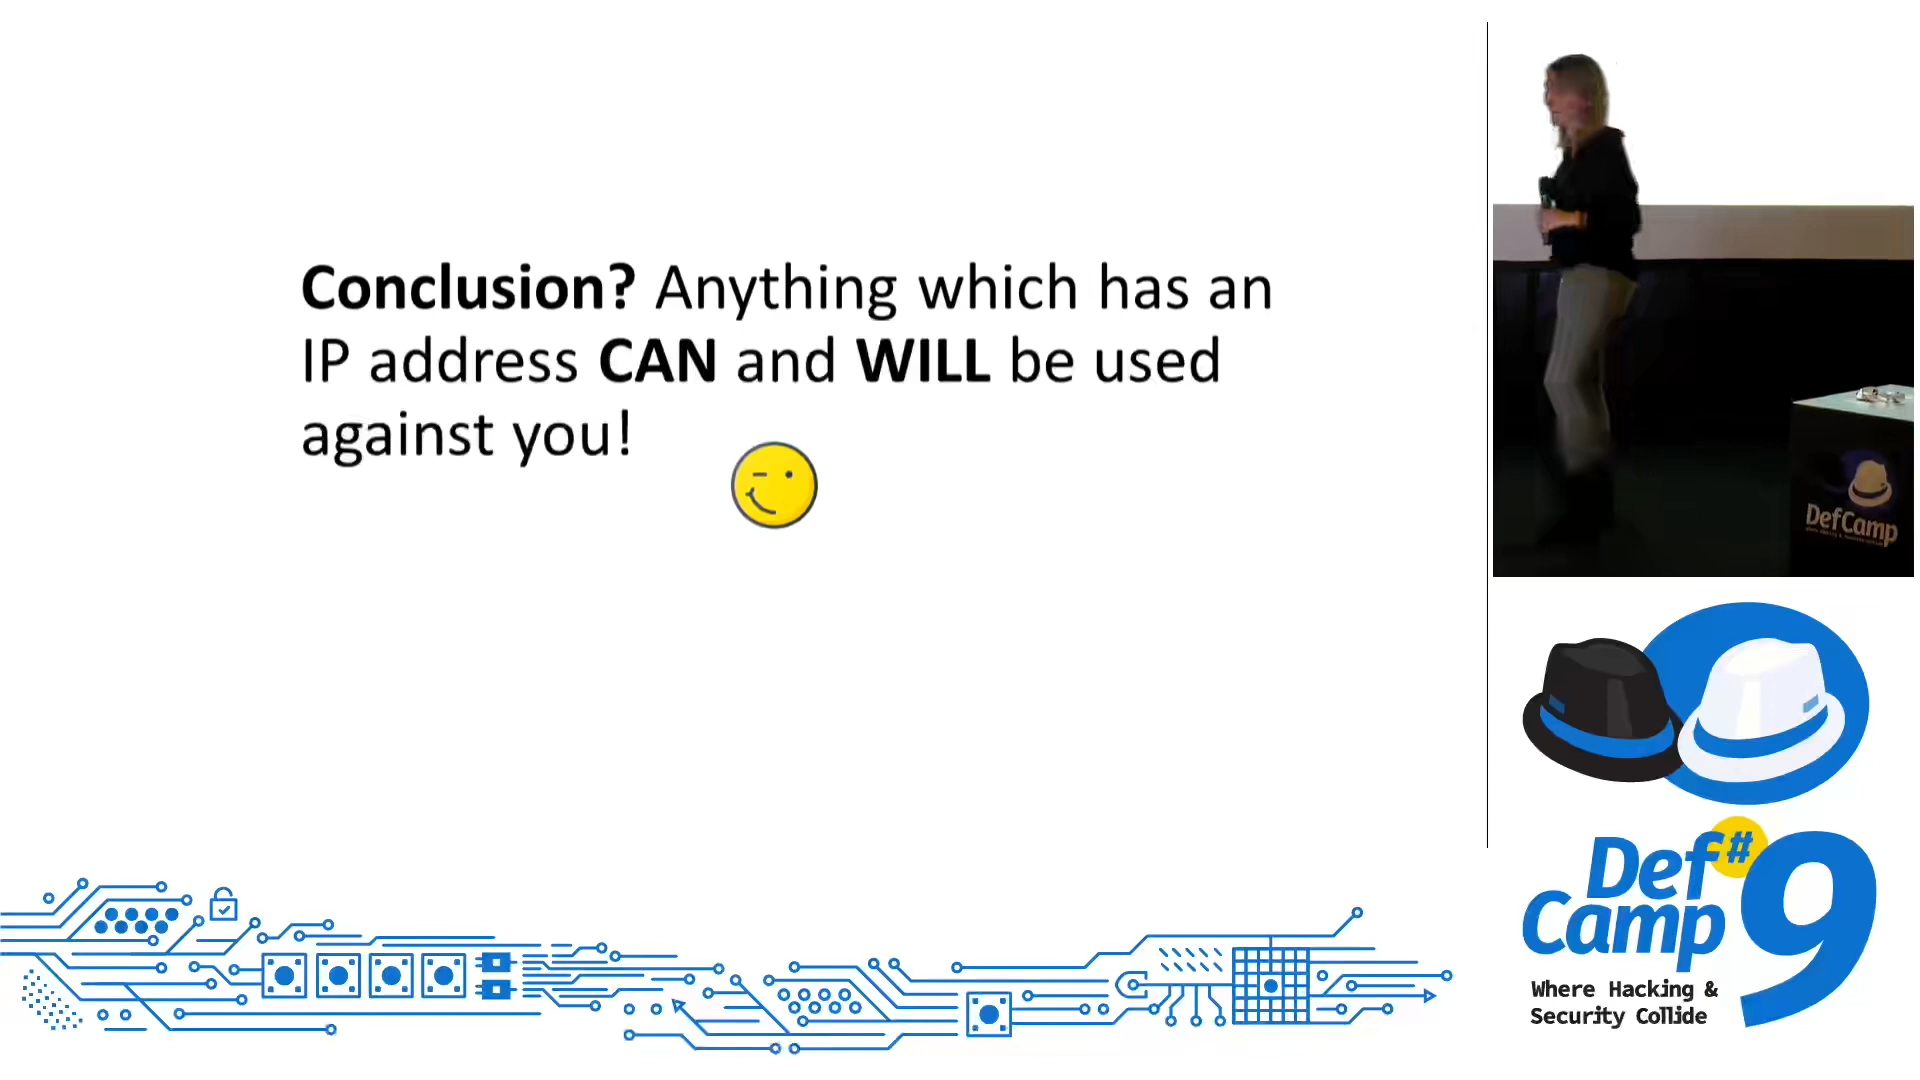 Conclusion? Anything which has an
IP address CAN and WILL be used
against you!
DefCamp
Def
#
Camp
9
Where Hacking &
Security Collide